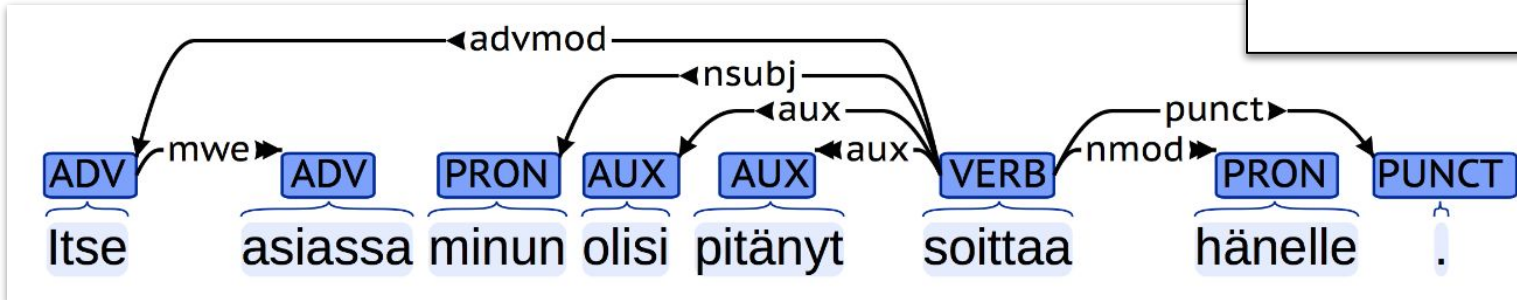 advmod
nsubj
aux
punct
mwe aux nmod
ADV ADV PRON AUX AUX VERB PRON PUNCT
Itse asiassa minun olisi pitänyt soittaa hänelle .